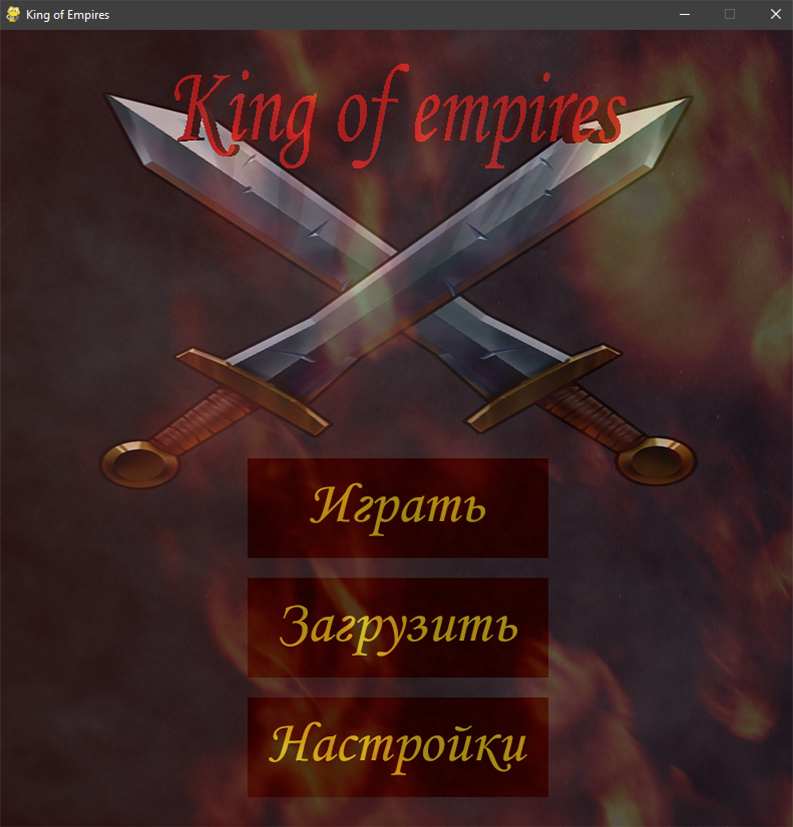 King of Empires
King of empires
Играть
Загрузить
Настройки